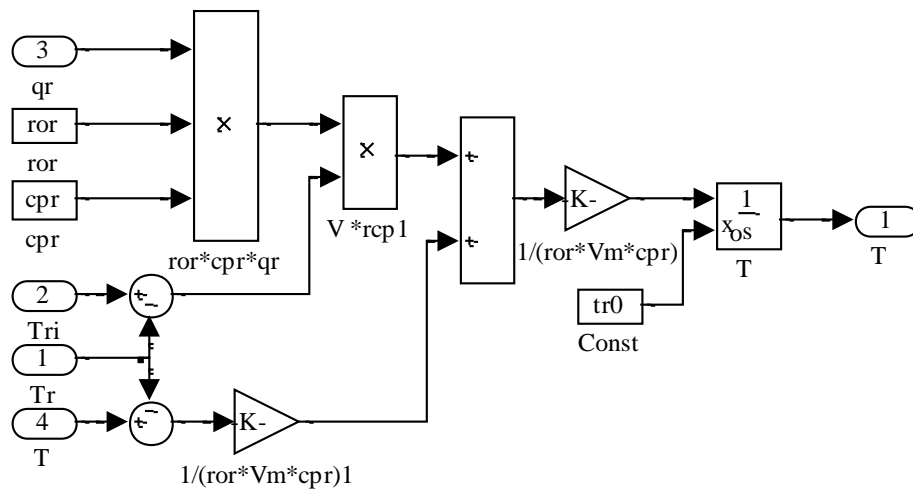 3
qr
ror
ror
cpr
cpr
×
ror*cpr*qr
×
V *rcp1
+
+
-K-
1/(ror*Vm*cpr)
1
xos
T
1
T
tr0
Const
2
Tri
+
-
1
Tr
4
T
+
-
-K-
1/(ror*Vm*cpr)1